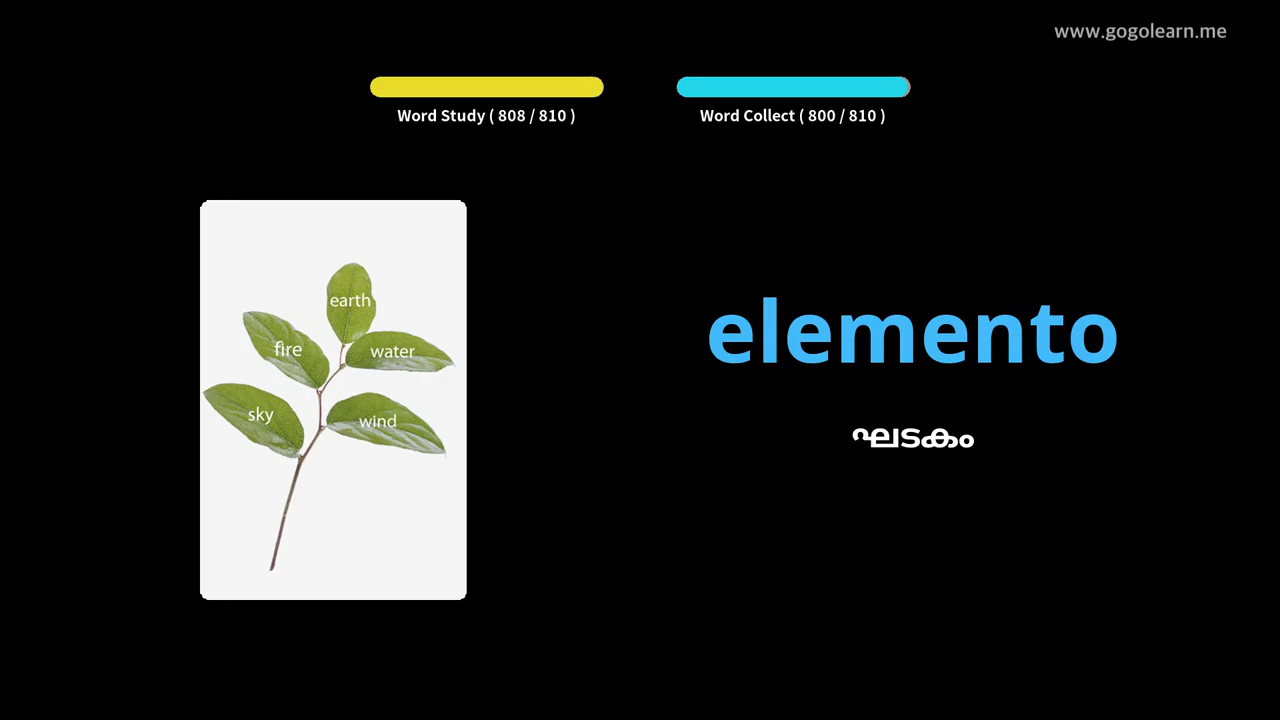 www.gogolearn.me
Word Study ( 808 / 810 )
Word Collect ( 800 / 810 )
earth
fire
water
sky
wind
elemento
ഘടകം